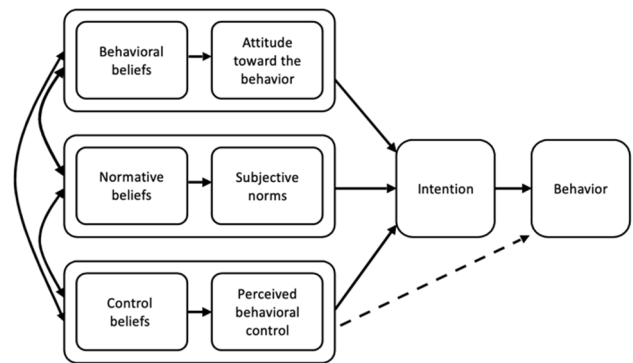 Behavioral
beliefs
Attitude
toward the
behavior
Normative
beliefs
Subjective
norms
Control
beliefs
Perceived
behavioral
control
Intention
Behavior